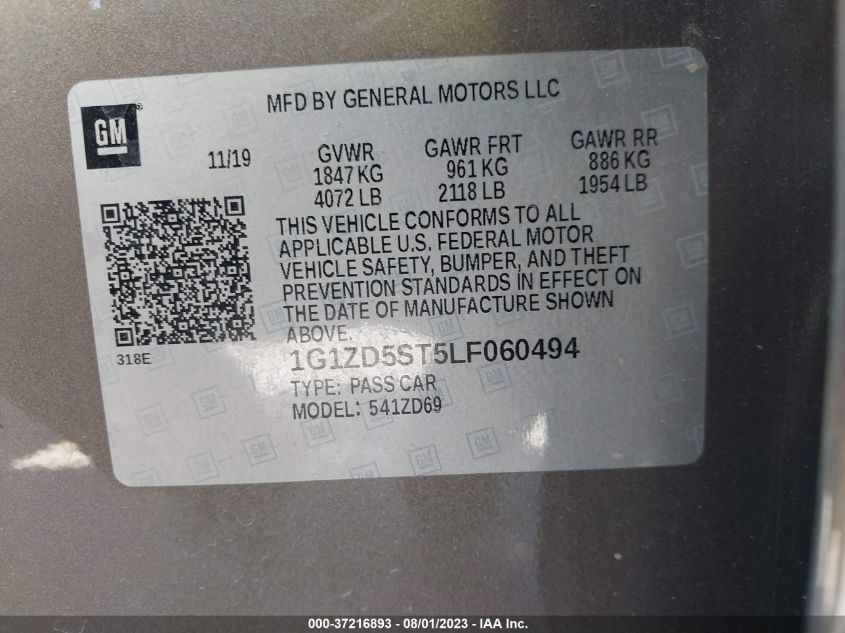 MFD BY GENERAL MOTORS LLC
GM
®
11/19
GVWR
1847 KG
4072 LB
GAWR FRT
961 KG
2118 LB
GAWR RR
886 KG
1954 LB
THIS VEHICLE CONFORMS TO ALL
APPLICABLE U.S. FEDERAL MOTOR
VEHICLE SAFETY, BUMPER, AND THEFT
PREVENTION STANDARDS IN EFFECT ON
THE DATE OF MANUFACTURE SHOWN
ABOVE.
318E
1G1ZD5ST5LF060494
TYPE: PASS CAR
MODEL: 541ZD69
000-37216893 - 08/01/2023 - IAA Inc.